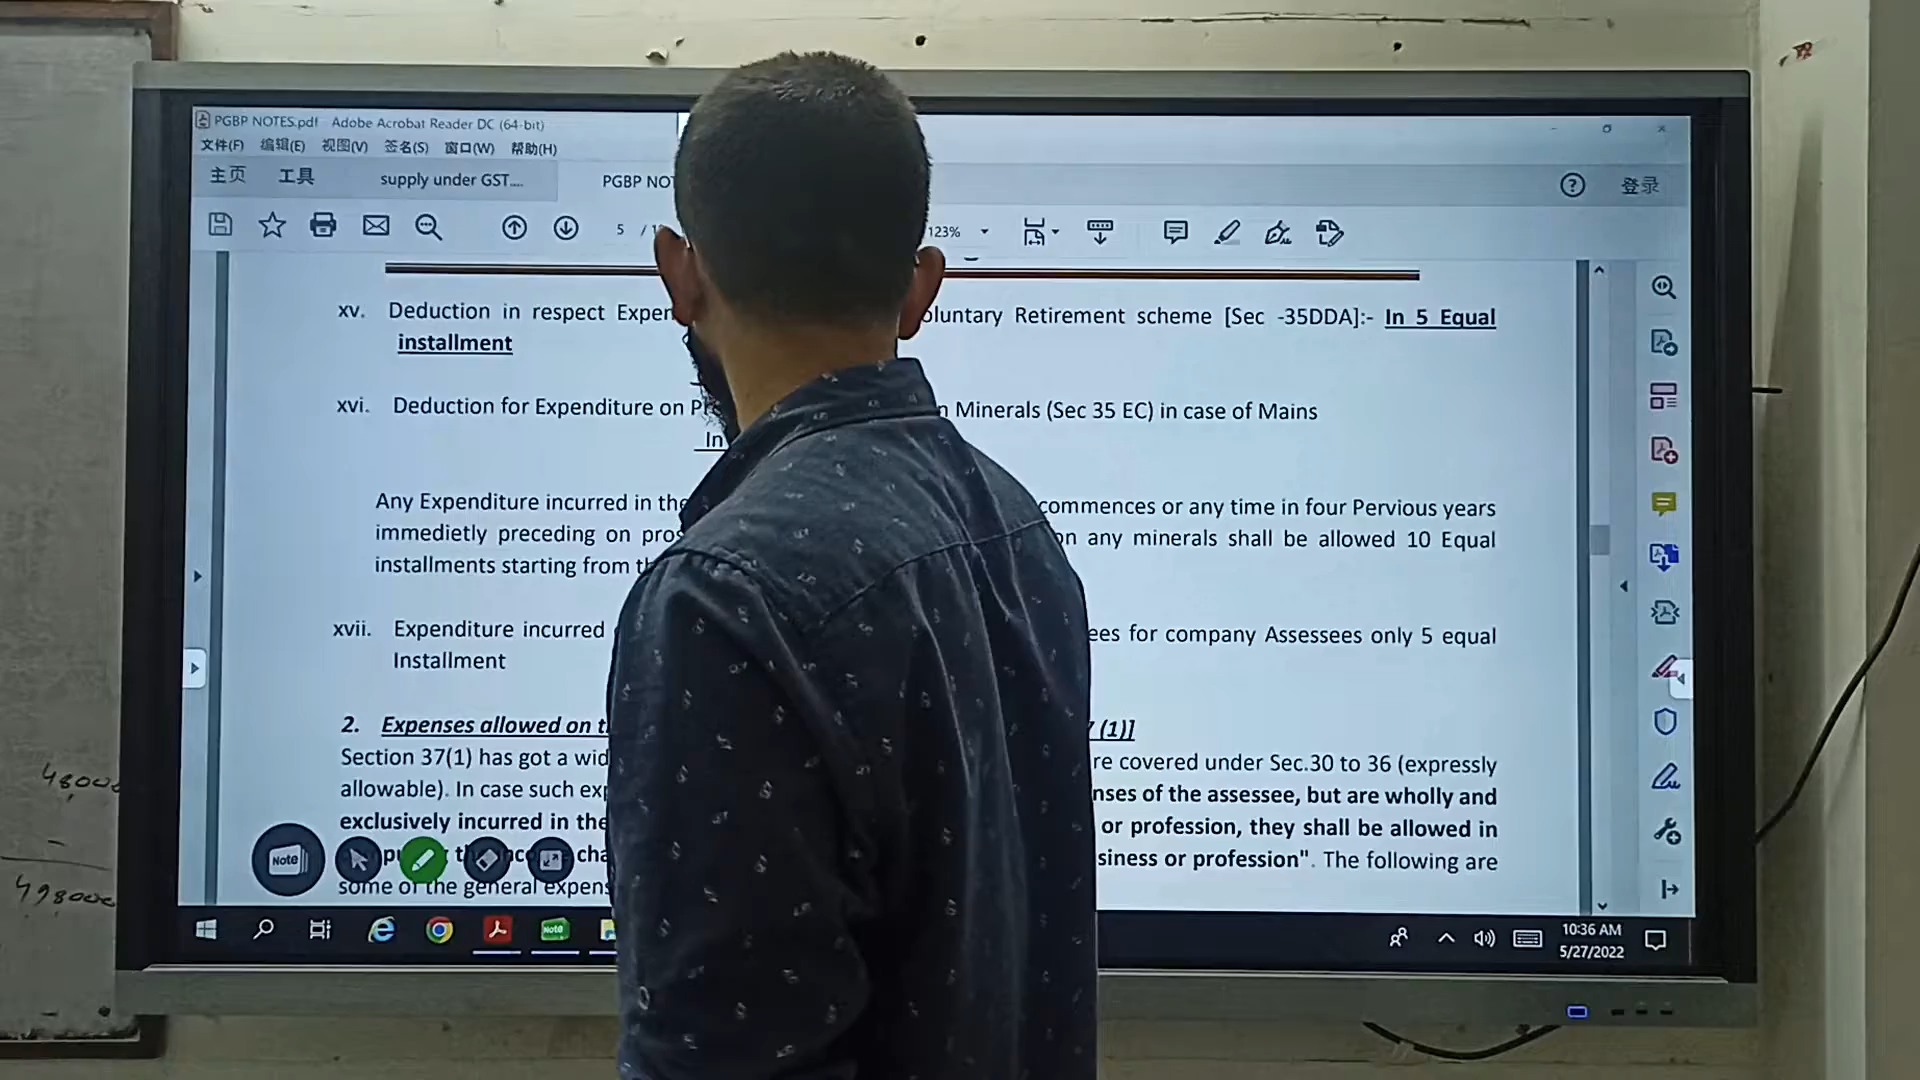 PGBP NOTES.pdf - Adobe Acrobat Reader DC (64-bit)
文件(F) 编辑(E) 视图(V) 签名(S) 窗口(W) 帮助(H)
主页 工具 supply under GST.... PGBP NO
登录
5 / 1 123%
xv. Deduction in respect Exper oluntary Retirement scheme [Sec -35DDA]:- In 5 Equal
installment
xvi. Deduction for Expenditure on P n Minerals (Sec 35 EC) in case of Mains
In
Any Expenditure incurred in the commences or any time in four Pervious years
immedietly preceding on pros on any minerals shall be allowed 10 Equal
installments starting from th
xvii. Expenditure incurred ees for company Assessees only 5 equal
Installment
2. Expenses allowed on t (1)]
Section 37(1) has got a wid re covered under Sec.30 to 36 (expressly
allowable). In case such exp nses of the assessee, but are wholly and
exclusively incurred in the or profession, they shall be allowed in
siness or profession". The following are
some of the general expens
Note
Note
10:36 AM
5/27/2022
48000
498000